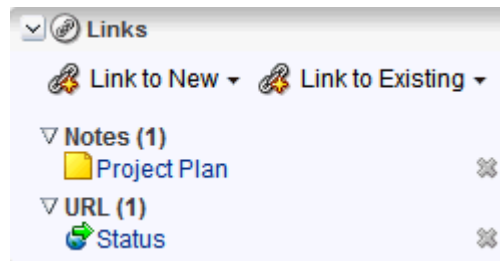 Links
Link to New Link to Existing
Notes (1)
Project Plan
URL (1)
Status